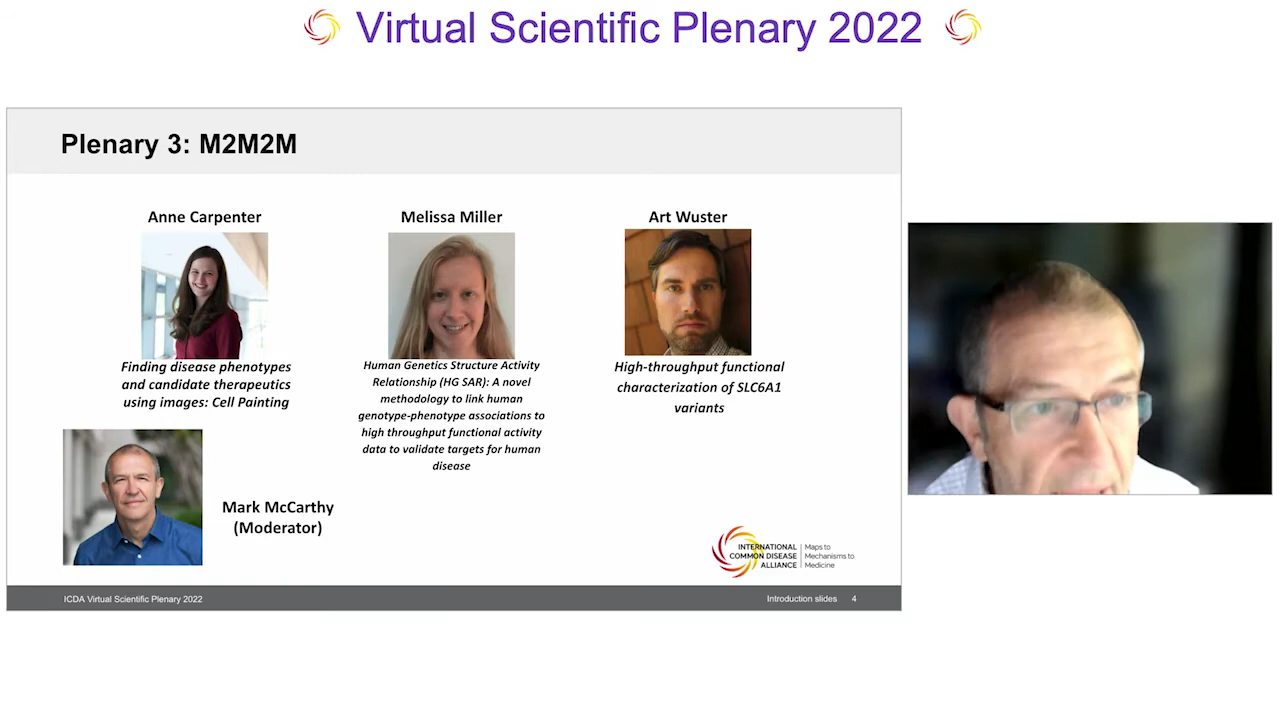 Virtual Scientific Plenary 2022
Plenary 3: M2M2M
Anne Carpenter
Finding disease phenotypes
and candidate therapeutics
using images: Cell Painting
Melissa Miller
Human Genetics Structure Activity
Relationship (HG SAR): A novel
methodology to link human
genotype-phenotype associations to
high throughput functional activity
data to validate targets for human
disease
Art Wuster
High-throughput functional
characterization of SLC6A1
variants
Mark McCarthy
(Moderator)
INTERNATIONAL
COMMON DISEASE
ALLIANCE
Maps to
Mechanisms to
Medicine
ICDA Virtual Scientific Plenary 2022
Introduction slides 4